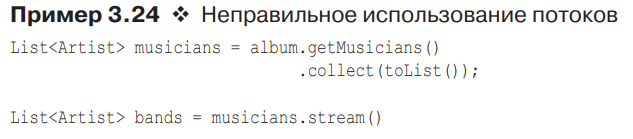 Пример 3.24 ❖ Неправильное использование потоков
List<Artist> musicians = album.getMusicians()
                              .collect(toList());

List<Artist> bands = musicians.stream()